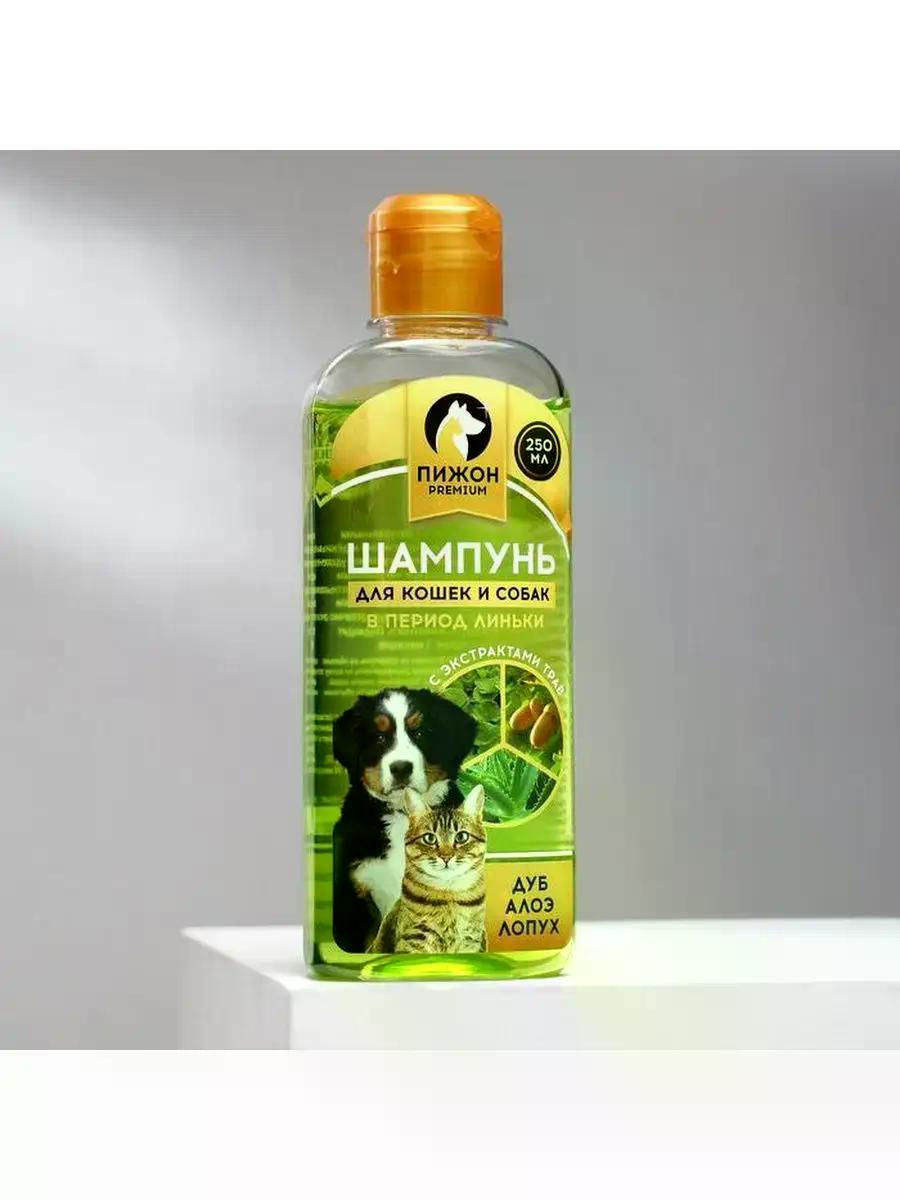 ПИЖОН
PREMIUM
250
МЛ
ШАМПУНЬ
ДЛЯ КОШЕК И СОБАК
В ПЕРИОД ЛИНЬКИ
С ЭКСТРАКТАМИ ТРАВ
ДУБ
АЛОЭ
ЛОПУХ